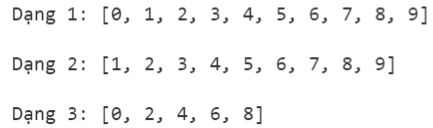 Dạng 1: [0, 1, 2, 3, 4, 5, 6, 7, 8, 9]
Dạng 2: [1, 2, 3, 4, 5, 6, 7, 8, 9]
Dạng 3: [0, 2, 4, 6, 8]